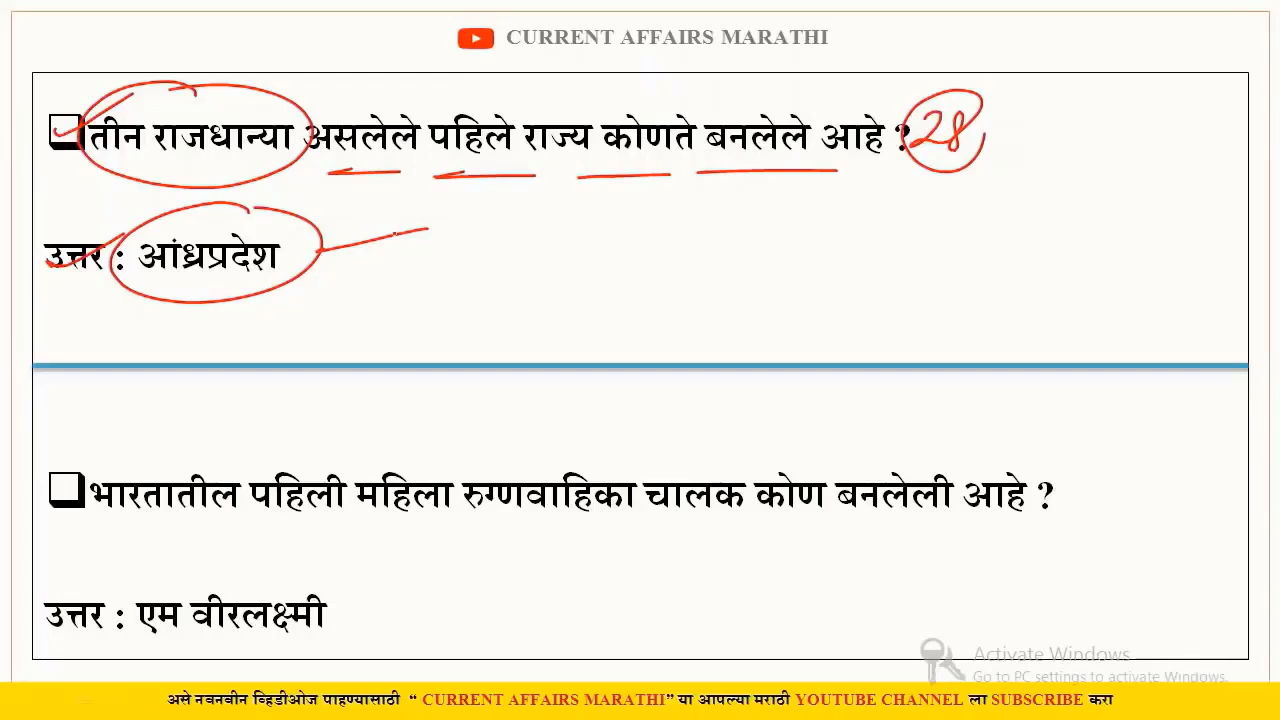 CURRENT AFFAIRS MARATHI
तीन राजधान्या असलेले पहिले राज्य कोणते बनलेले आहे ? 28
उत्तर : आंध्रप्रदेश
भारतातील पहिली महिला रुग्णवाहिका चालक कोण बनलेली आहे ?
उत्तर : एम वीरलक्ष्मी
Activate Windows
Go to PC settings to activate Windows.
असे नवनवीन व्हिडीओज पाहण्यासाठी “ CURRENT AFFAIRS MARATHI” या आपल्या मराठी YOUTUBE CHANNEL ला SUBSCRIBE करा